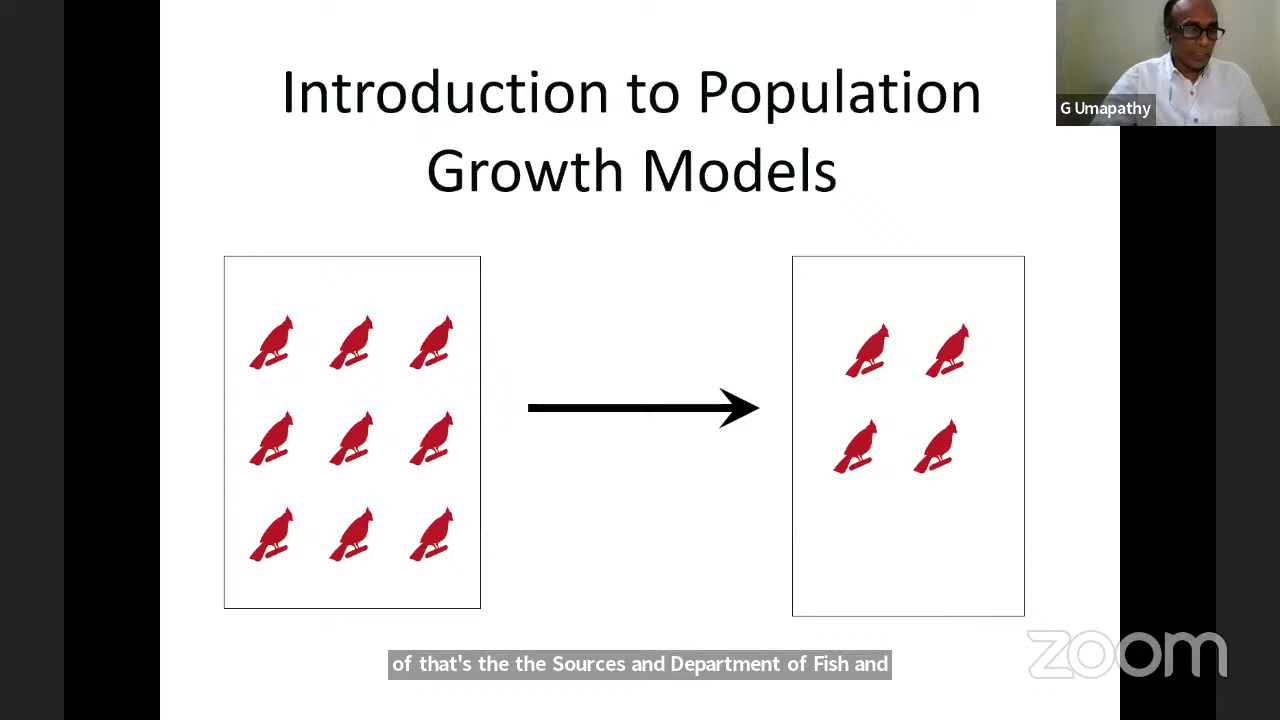 Introduction to Population
Growth Models
G Umapathy
of that's the the Sources and Department of Fish and
zoom